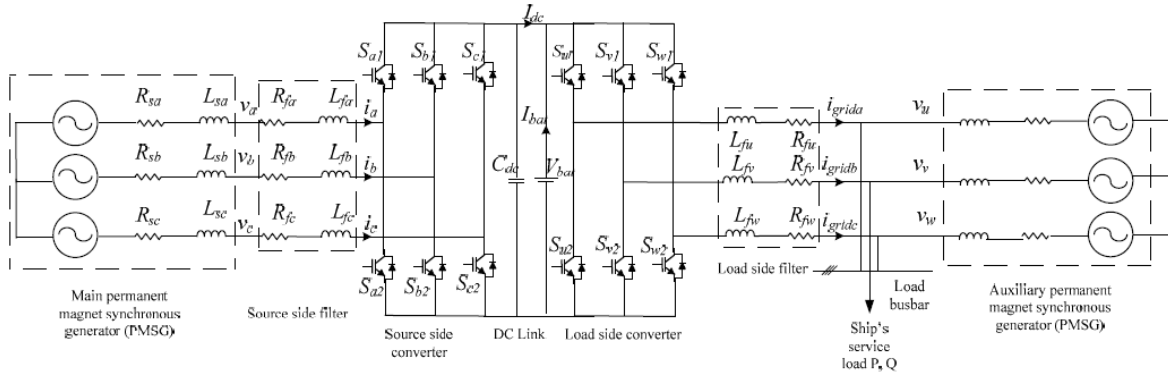 I_dc
S_a1 S_b1 S_c1 S_u1 S_v1 S_w1
R_sa L_sa v_a R_fa L_fa i_a
R_sb L_sb v_b R_fb L_fb i_b
R_sc L_sc v_c R_fc L_fc i_c
I_bat
C_dc V_bat
L_fu R_fu i_grida v_u
L_fv R_fv i_gridb v_v
L_fw R_fw i_gridc v_w
S_a2 S_b2 S_c2 S_u2 S_v2 S_w2
Main permanent
magnet synchronous
generator (PMSG)
Source side filter
Source side
converter
DC Link
Load side converter
Load side filter
Load
busbar
Ship's
service
load P, Q
Auxiliary permanent
magnet synchronous
generator (PMSG)